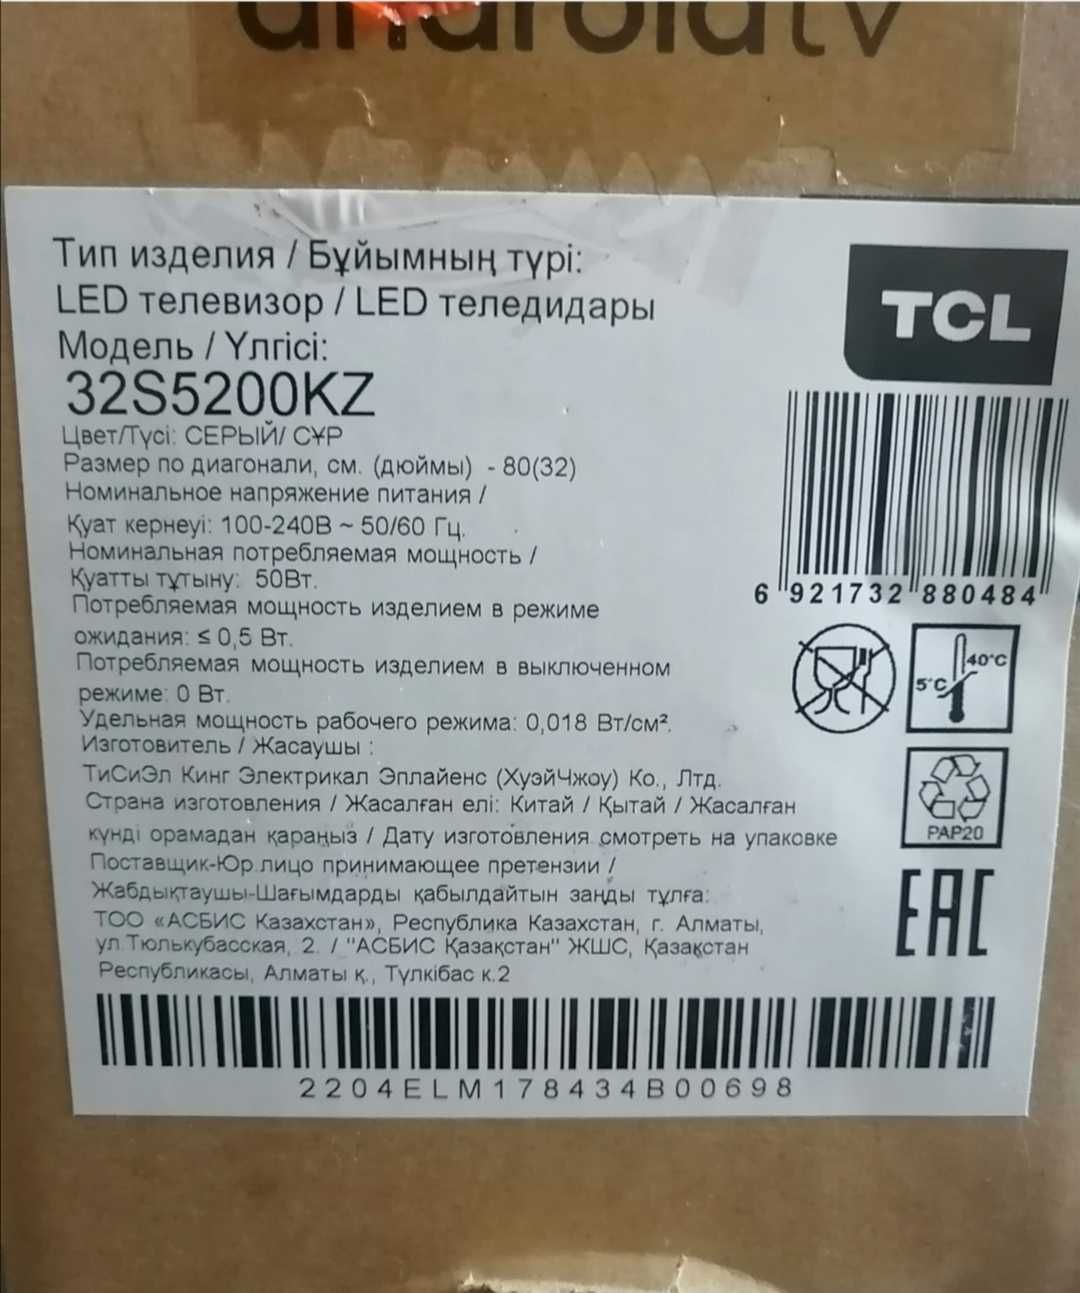 androidtv
Тип изделия / Бұйымның түрі:
LED телевизор / LED теледидары
Модель / Үлгісі:
32S5200KZ
Цвет/Түсі: СЕРЫЙ/ СҰР
Размер по диагонали, см. (дюймы) - 80(32)
Номинальное напряжение питания /
Қуат кернеуі: 100-240В ~ 50/60 Гц.
Номинальная потребляемая мощность /
Қуатты тұтыну: 50Вт.
Потребляемая мощность изделием в режиме
ожидания: ≤ 0,5 Вт.
Потребляемая мощность изделием в выключенном
режиме: 0 Вт.
Удельная мощность рабочего режима: 0,018 Вт/см².
Изготовитель / Жасаушы :
ТиСиЭл Кинг Электрикал Эплайенс (ХуэйЧжоу) Ко., Лтд.
Страна изготовления / Жасалған елі: Китай / Қытай / Жасалған
күнді орамадан қараңыз / Дату изготовления смотреть на упаковке
Поставщик-Юр.лицо принимающее претензии /
Жабдықтаушы-Шағымдарды қабылдайтын заңды тұлға:
ТОО «АСБИС Казахстан», Республика Казахстан, г. Алматы,
ул.Тюлькубасская, 2. / "АСБИС Қазақстан" ЖШС, Қазақстан
Республикасы, Алматы қ., Түлкібас к.2
TCL
6 921732 880484
40°C
5°C
PAP20
EAC
2204ELM178434B00698